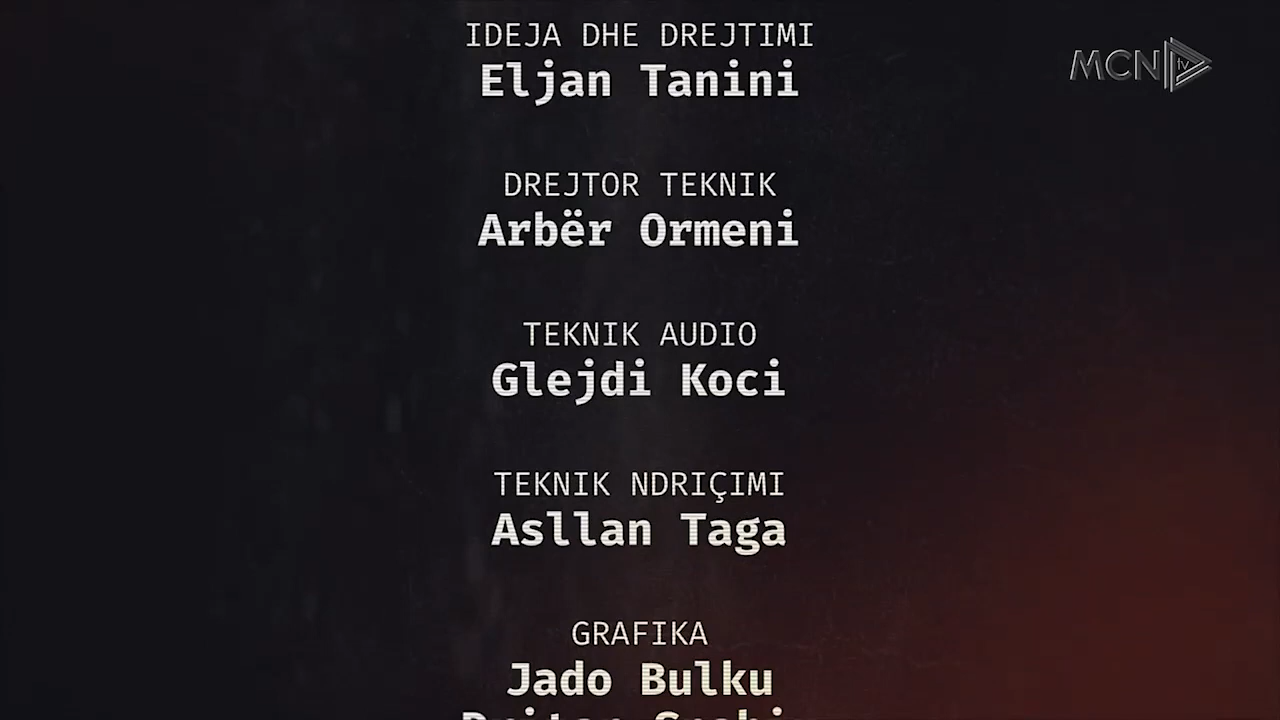 IDEJA DHE DREJTIMI
Eljan Tanini
MCN tv
DREJTOR TEKNIK
Arbër Ormeni
TEKNIK AUDIO
Glejdi Koci
TEKNIK NDRIÇIMI
Asllan Taga
GRAFIKA
Jado Bulku